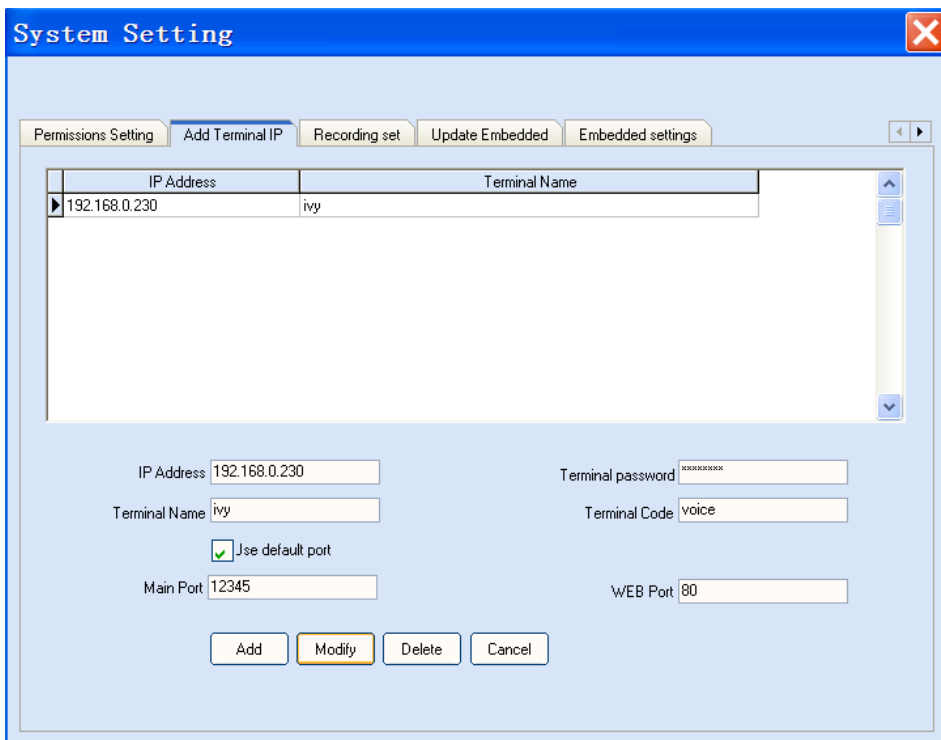 System Setting
Permissions Setting Add Terminal IP Recording set Update Embedded Embedded settings
IP Address Terminal Name
192.168.0.230 ivy
IP Address 192.168.0.230 Terminal password ××××××××
Terminal Name ivy Terminal Code voice
Jse default port
Main Port 12345 WEB Port 80
Add Modify Delete Cancel